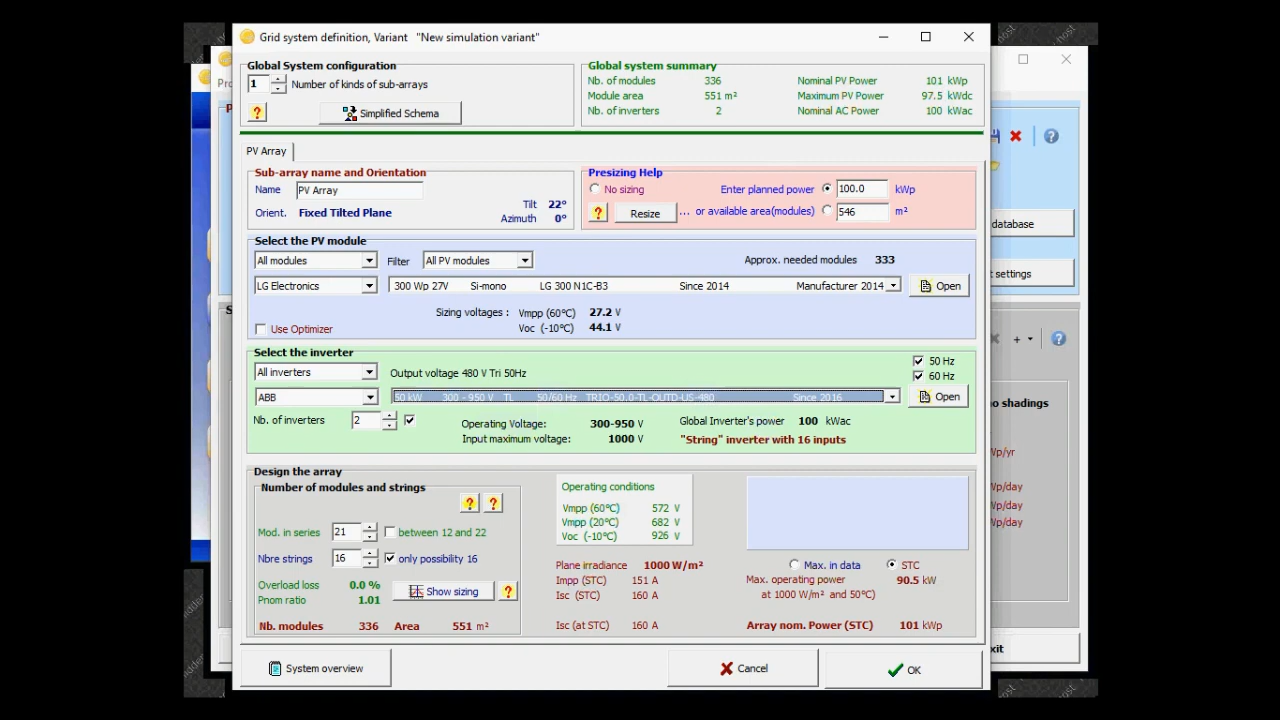 Grid system definition, Variant "New simulation variant"
Global System configuration
1 Number of kinds of sub-arrays
? Simplified Schema
Global system summary
Nb. of modules 336 Nominal PV Power 101 kWp
Module area 551 m² Maximum PV Power 97.5 kWdc
Nb. of inverters 2 Nominal AC Power 100 kWac
PV Array
Sub-array name and Orientation
Name PV Array
Orient. Fixed Tilted Plane
Tilt 22°
Azimuth 0°
Presizing Help
No sizing Enter planned power 100.0 kWp
? Resize ... or available area(modules) 546 m²
Select the PV module
All modules Filter All PV modules Approx. needed modules 333
LG Electronics 300 Wp 27V Si-mono LG 300 N1C-B3 Since 2014 Manufacturer 2014 Open
Sizing voltages : Vmpp (60°C) 27.2 V
Use Optimizer Voc (-10°C) 44.1 V
Select the inverter
50 Hz
All inverters Output voltage 480 V Tri 50Hz 60 Hz
ABB 50 kW 300 - 950 V TL 50/60 Hz TRIO-50.0-TL-OUTD-US-480 Since 2016 Open
Nb. of inverters 2 Operating Voltage: 300-950 V Global Inverter's power 100 kWac
Input maximum voltage: 1000 V "String" inverter with 16 inputs
Design the array
Number of modules and strings
? ?
Mod. in series 21 between 12 and 22
Nbre strings 16 only possibility 16
Overload loss 0.0 %
Pnom ratio 1.01
Show sizing ?
Nb. modules 336 Area 551 m²
Operating conditions
Vmpp (60°C) 572 V
Vmpp (20°C) 682 V
Voc (-10°C) 926 V
Plane irradiance 1000 W/m²
Impp (STC) 151 A
Isc (STC) 160 A
Isc (at STC) 160 A
Max. in data STC
Max. operating power 90.5 kW
at 1000 W/m² and 50°C)
Array nom. Power (STC) 101 kWp
System overview Cancel OK
database
settings
?
?
shadings
Wp/yr
Wp/day
Wp/day
Wp/day